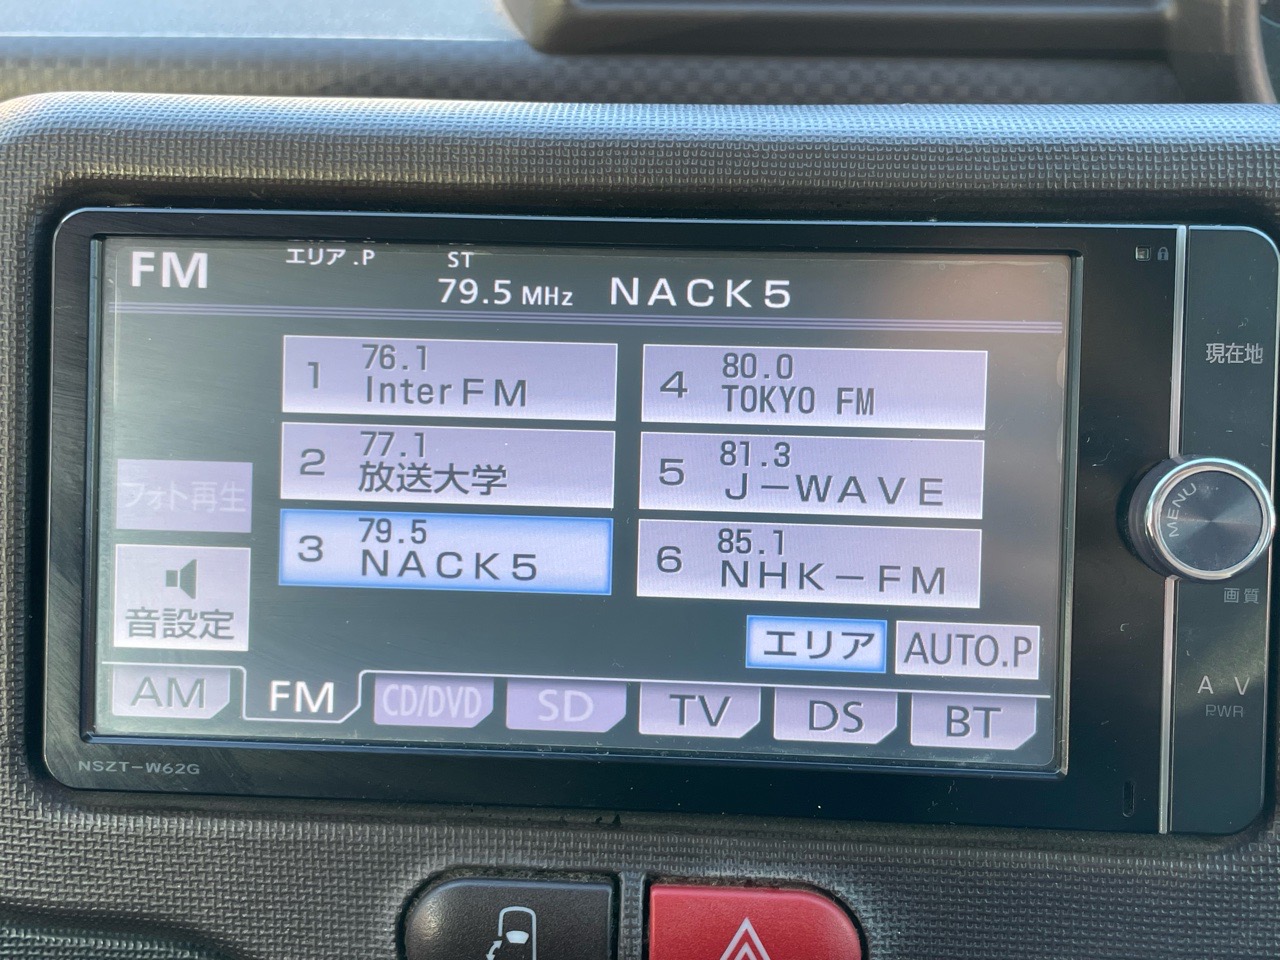 FM
エリア.P
ST
79.5 MHz NACK5
1 76.1
InterFM
2 77.1
放送大学
3 79.5
NACK5
4 80.0
TOKYO FM
5 81.3
J-WAVE
6 85.1
NHK-FM
フォト再生
音設定
エリア
AUTO.P
AM
FM
CD/DVD
SD
TV
DS
BT
NSZT-W62G
現在地
MENU
画質
AV
PWR